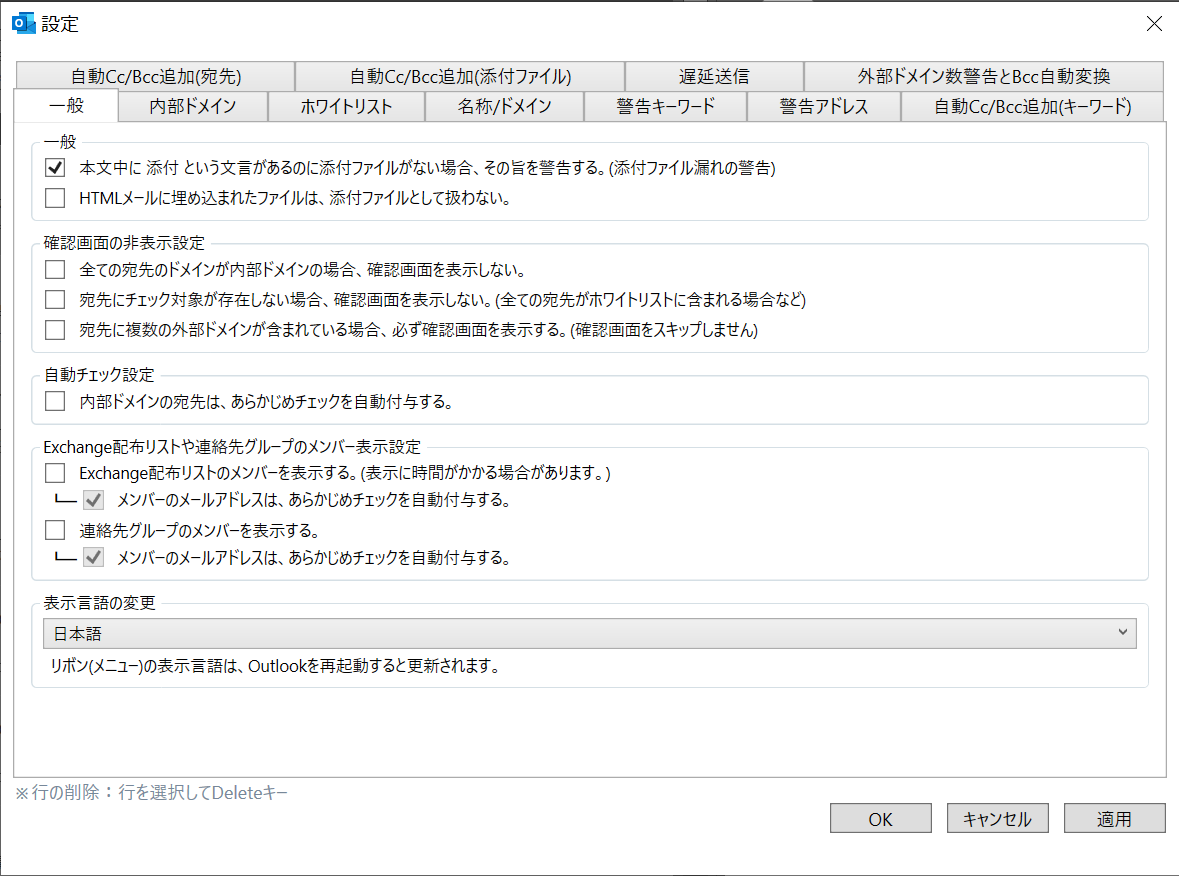 設定
自動Cc/Bcc追加(宛先) 自動Cc/Bcc追加(添付ファイル) 遅延送信 外部ドメイン数警告とBcc自動変換
一般 内部ドメイン ホワイトリスト 名称/ドメイン 警告キーワード 警告アドレス 自動Cc/Bcc追加(キーワード)
一般
本文中に 添付 という文言があるのに添付ファイルがない場合、その旨を警告する。(添付ファイル漏れの警告)
HTMLメールに埋め込まれたファイルは、添付ファイルとして扱わない。
確認画面の非表示設定
全ての宛先のドメインが内部ドメインの場合、確認画面を表示しない。
宛先にチェック対象が存在しない場合、確認画面を表示しない。(全ての宛先がホワイトリストに含まれる場合など)
宛先に複数の外部ドメインが含まれている場合、必ず確認画面を表示する。(確認画面をスキップしません)
自動チェック設定
内部ドメインの宛先は、あらかじめチェックを自動付与する。
Exchange配布リストや連絡先グループのメンバー表示設定
Exchange配布リストのメンバーを表示する。(表示に時間がかかる場合があります。)
メンバーのメールアドレスは、あらかじめチェックを自動付与する。
連絡先グループのメンバーを表示する。
メンバーのメールアドレスは、あらかじめチェックを自動付与する。
表示言語の変更
日本語
リボン(メニュー)の表示言語は、Outlookを再起動すると更新されます。
※行の削除：行を選択してDeleteキー
OK キャンセル 適用